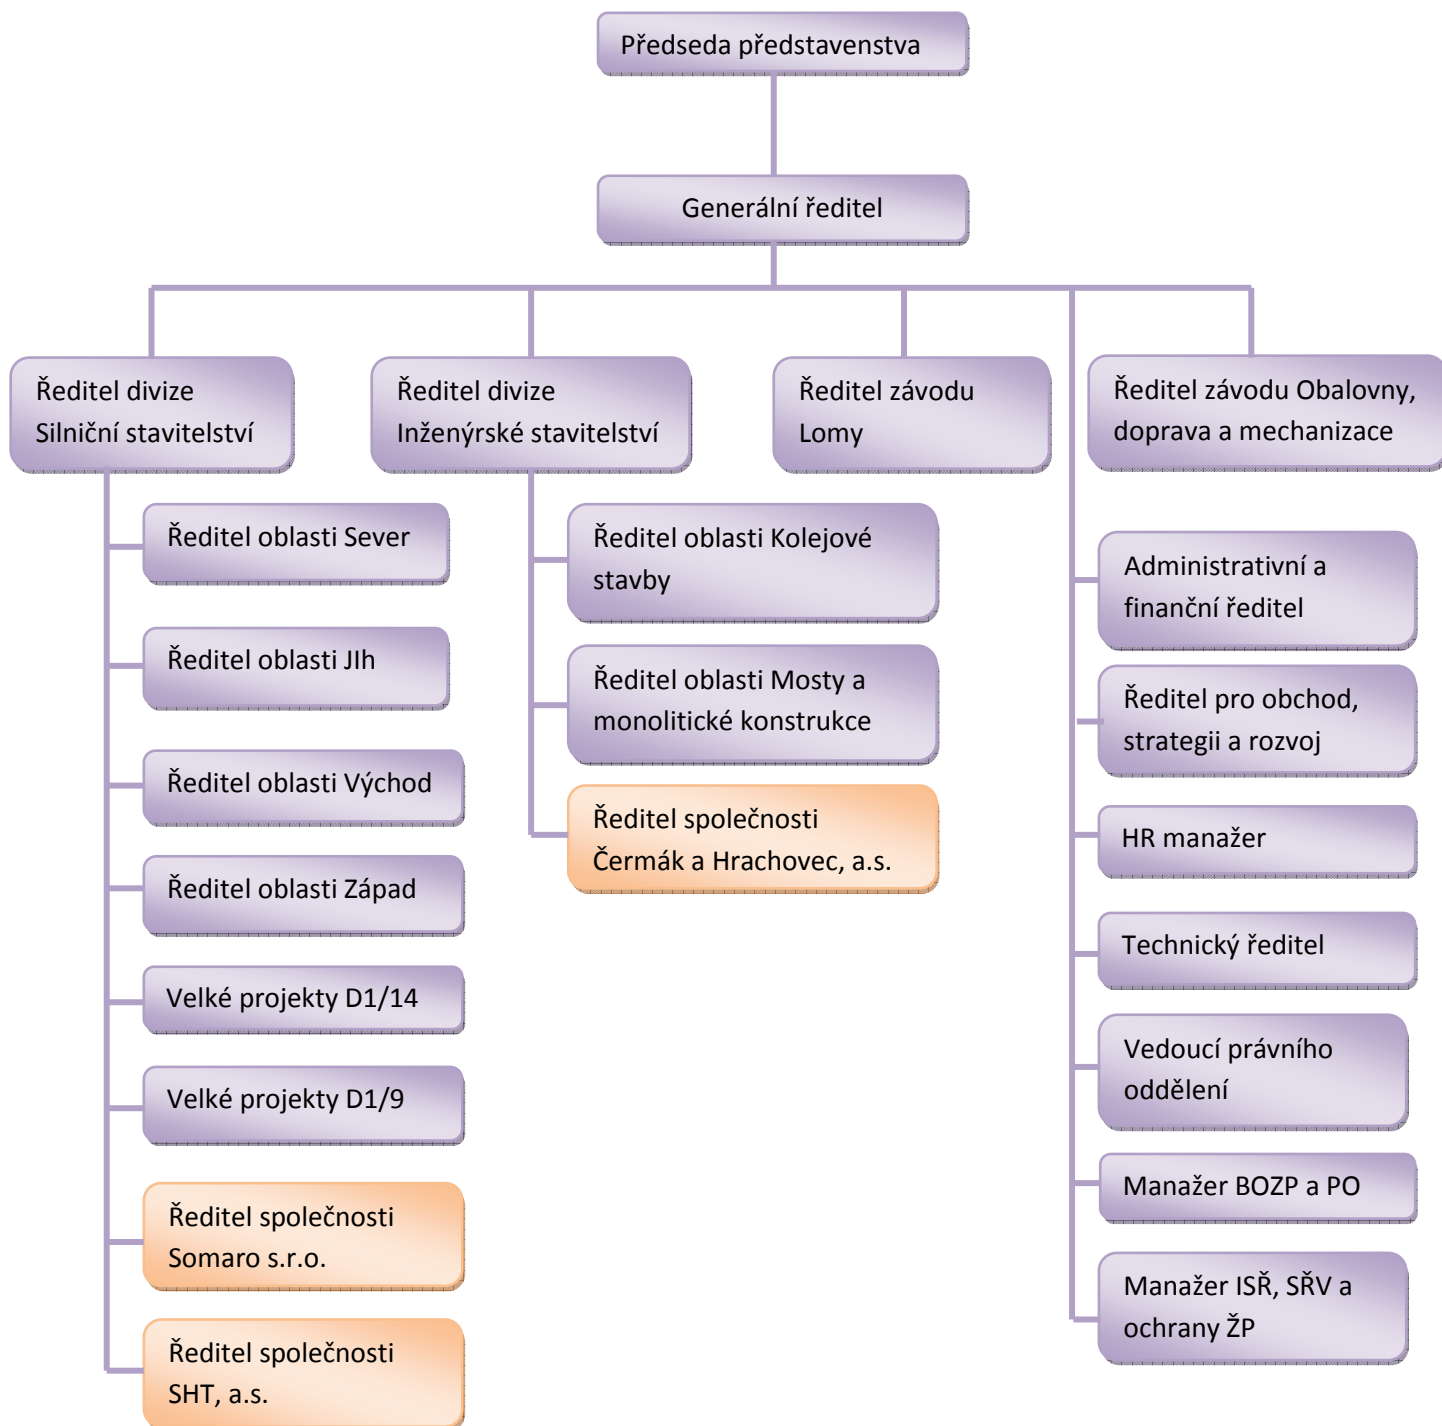 Předseda představenstva
Generální ředitel
Ředitel divize
Silniční stavitelství
Ředitel divize
Inženýrské stavitelství
Ředitel závodu
Lomy
Ředitel závodu Obalovny,
doprava a mechanizace
Ředitel oblasti Sever
Ředitel oblasti JIh
Ředitel oblasti Východ
Ředitel oblasti Západ
Velké projekty D1/14
Velké projekty D1/9
Ředitel společnosti
Somaro s.r.o.
Ředitel společnosti
SHT, a.s.
Ředitel oblasti Kolejové
stavby
Ředitel oblasti Mosty a
monolitické konstrukce
Ředitel společnosti
Čermák a Hrachovec, a.s.
Administrativní a
finanční ředitel
Ředitel pro obchod,
strategii a rozvoj
HR manažer
Technický ředitel
Vedoucí právního
oddělení
Manažer BOZP a PO
Manažer ISŘ, SŘV a
ochrany ŽP